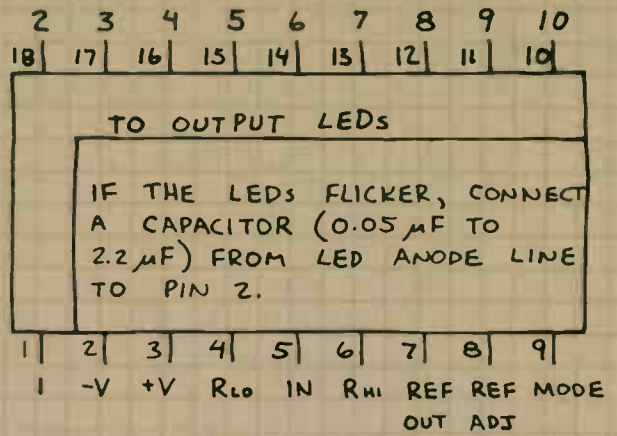 2 3 4 5 6 7 8 9 10
18 17 16 15 14 13 12 11 10
TO OUTPUT LEDs
IF THE LEDs FLICKER, CONNECT
A CAPACITOR (0.05 µF TO
2.2 µF) FROM LED ANODE LINE
TO PIN 2.
1 2 3 4 5 6 7 8 9
1 -V +V RLO IN RHI REF REF MODE
OUT ADJ